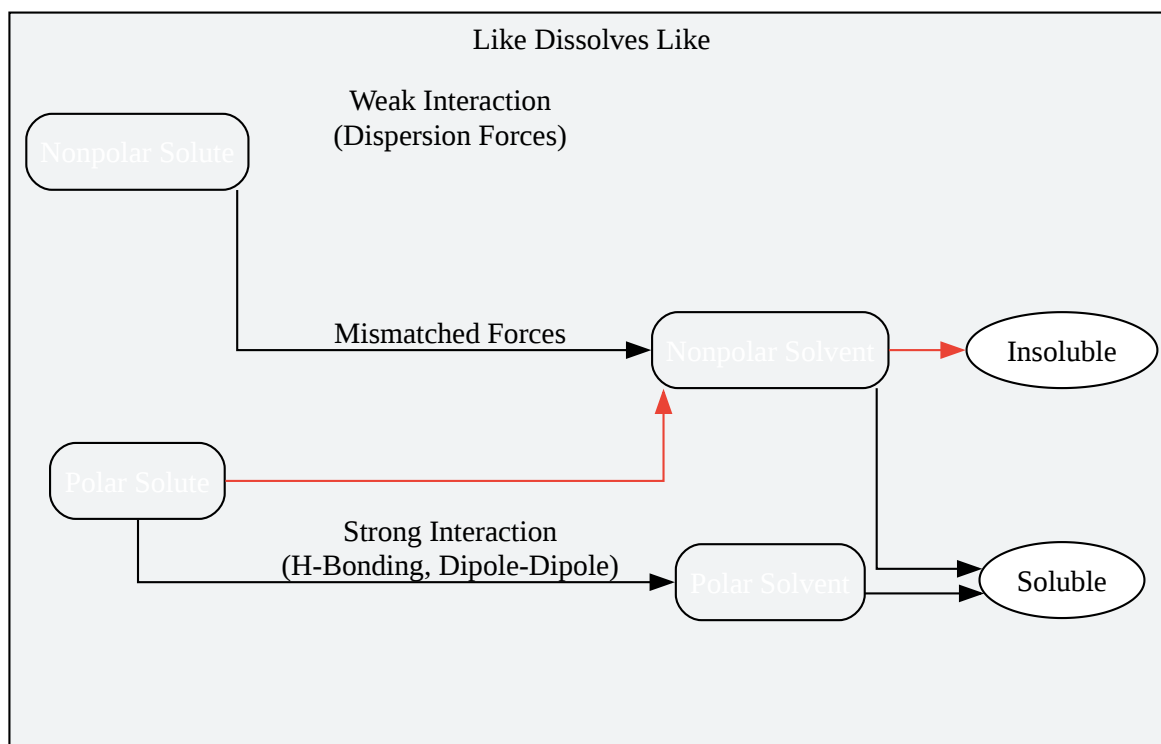 Like Dissolves Like
Weak Interaction
(Dispersion Forces)
Nonpolar Solute
Mismatched Forces
Nonpolar Solvent
Insoluble
Polar Solute
Strong Interaction
(H-Bonding, Dipole-Dipole)
Polar Solvent
Soluble